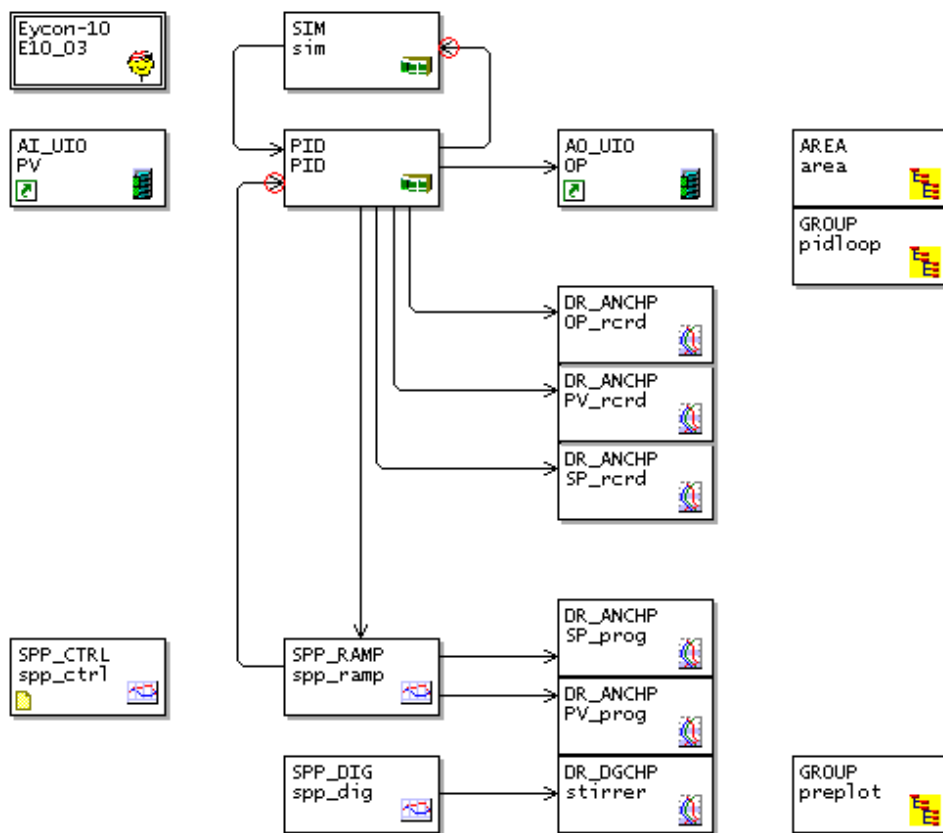 Eycon-10
E10_03
SIM
sim
AI_UIO
PV
PID
PID
AO_UIO
OP
AREA
area
GROUP
pidloop
DR_ANCHP
OP_rcrd
DR_ANCHP
PV_rcrd
DR_ANCHP
SP_rcrd
SPP_CTRL
spp_ctrl
SPP_RAMP
spp_ramp
DR_ANCHP
SP_prog
DR_ANCHP
PV_prog
SPP_DIG
spp_dig
DR_DGCHP
stirrer
GROUP
preplot